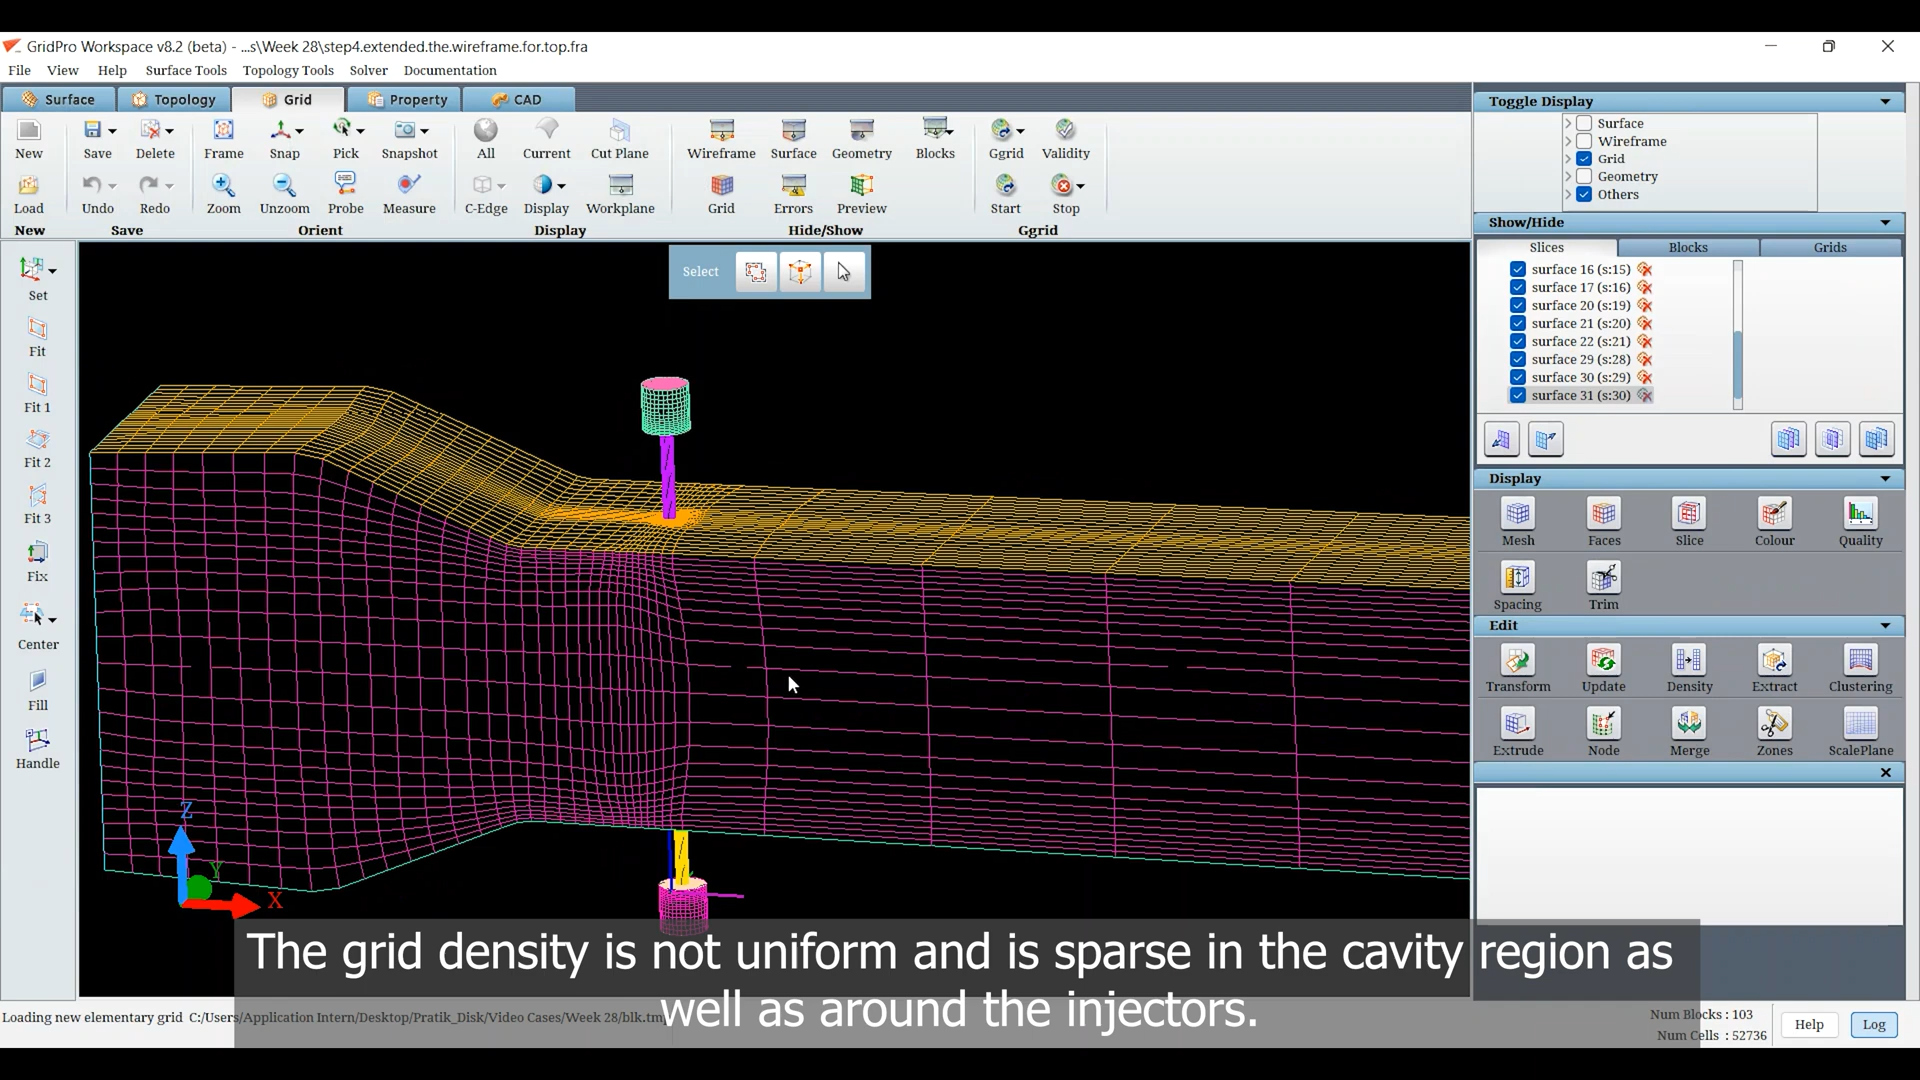 GridPro Workspace v8.2 (beta) - ...s\Week 28\step4.extended.the.wireframe.for.top.fra
File View Help Surface Tools Topology Tools Solver Documentation
Surface Topology Grid Property CAD
New Save Delete Frame Snap Pick Snapshot All Current Cut Plane Wireframe Surface Geometry Blocks Ggrid Validity
Load Undo Redo Zoom Unzoom Probe Measure C-Edge Display Workplane Grid Errors Preview Start Stop
New Save Orient Display Hide/Show Ggrid
Select
Set
Fit
Fit 1
Fit 2
Fit 3
Fix
Center
Fill
Handle
Z
Y
X
Toggle Display
Surface
Wireframe
Grid
Geometry
Others
Show/Hide
Slices Blocks Grids
surface 16 (s:15)
surface 17 (s:16)
surface 20 (s:19)
surface 21 (s:20)
surface 22 (s:21)
surface 29 (s:28)
surface 30 (s:29)
surface 31 (s:30)
Display
Mesh Faces Slice Colour Quality
Spacing Trim
Edit
Transform Update Density Extract Clustering
Extrude Node Merge Zones ScalePlane
The grid density is not uniform and is sparse in the cavity region as
well as around the injectors.
Loading new elementary grid C:/Users/Application Intern/Desktop/Pratik_Disk/Video Cases/Week 28/blk.tmp
Num Blocks : 103
Num Cells : 52736
Help Log